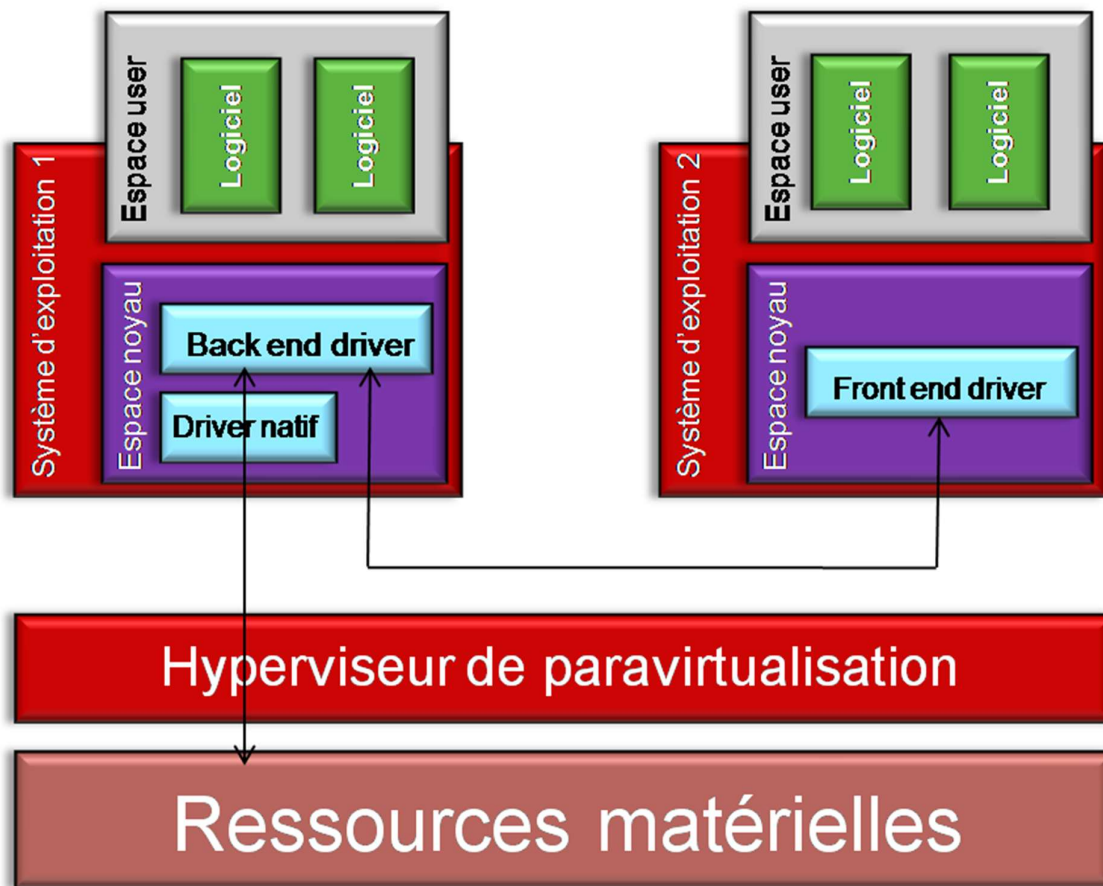 Système d'exploitation 1
Espace user
Logiciel
Logiciel
Espace noyau
Back end driver
Driver natif
Système d'exploitation 2
Espace user
Logiciel
Logiciel
Espace noyau
Front end driver
Hyperviseur de paravirtualisation
Ressources matérielles